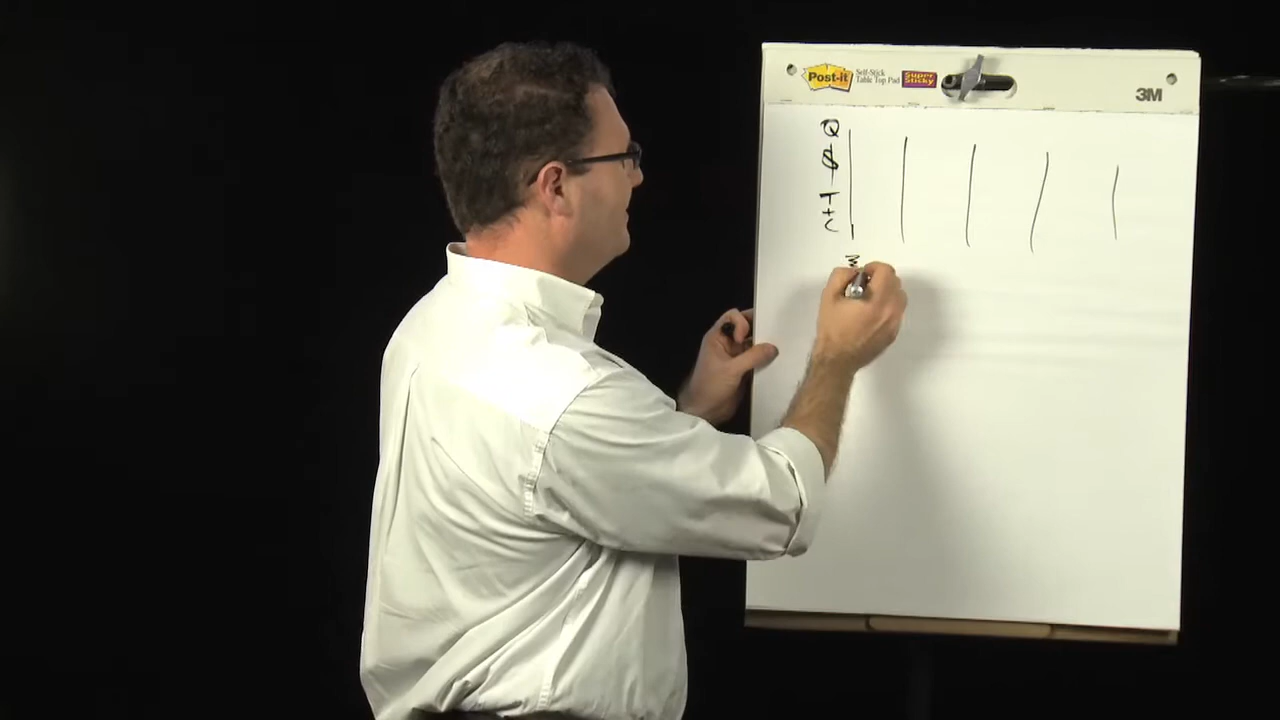 Post-it
Self-Stick
Table Top Pad
Super
Sticky
3M
Q
$
T+C